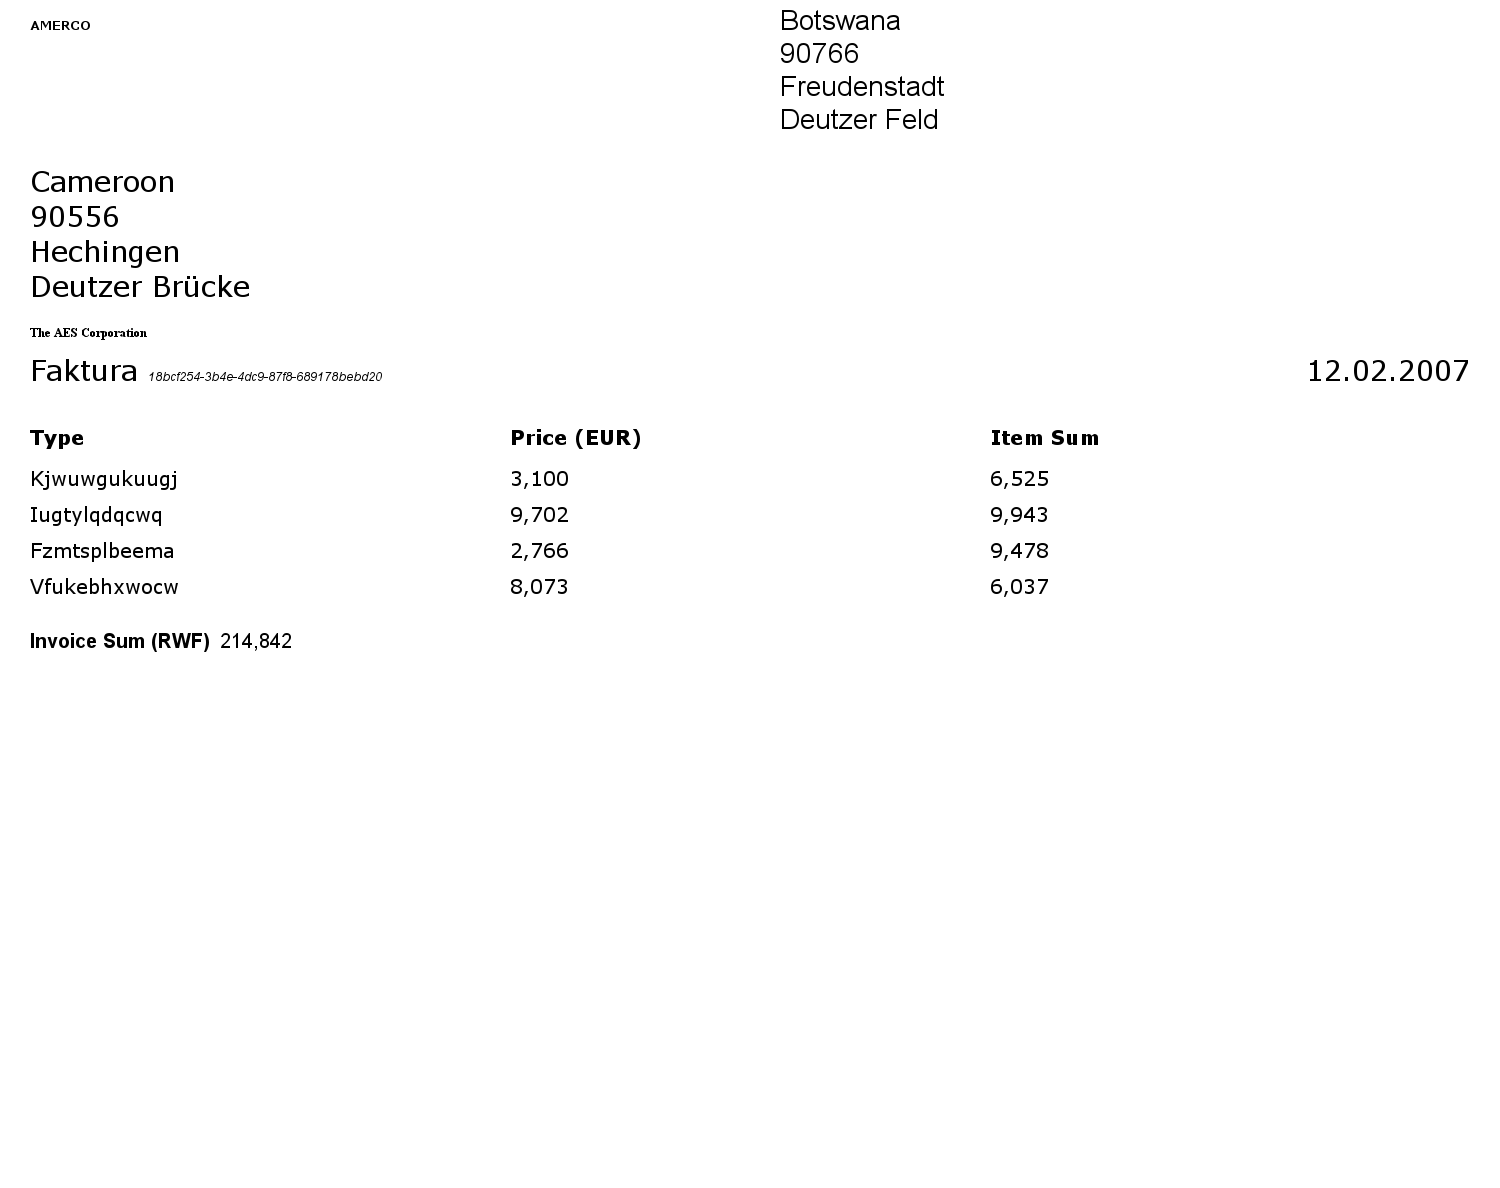 AMERCO
Botswana
90766
Freudenstadt
Deutzer Feld
Cameroon
90556
Hechingen
Deutzer Brücke
The AES Corporation
Faktura 18bcf254-3b4e-4dc9-87f8-689178bebd20 12.02.2007
Type Price (EUR) Item Sum
Kjwuwgukuugj 3,100 6,525
Iugtylqdqcwq 9,702 9,943
Fzmtsplbeema 2,766 9,478
Vfukebhxwocw 8,073 6,037
Invoice Sum (RWF) 214,842